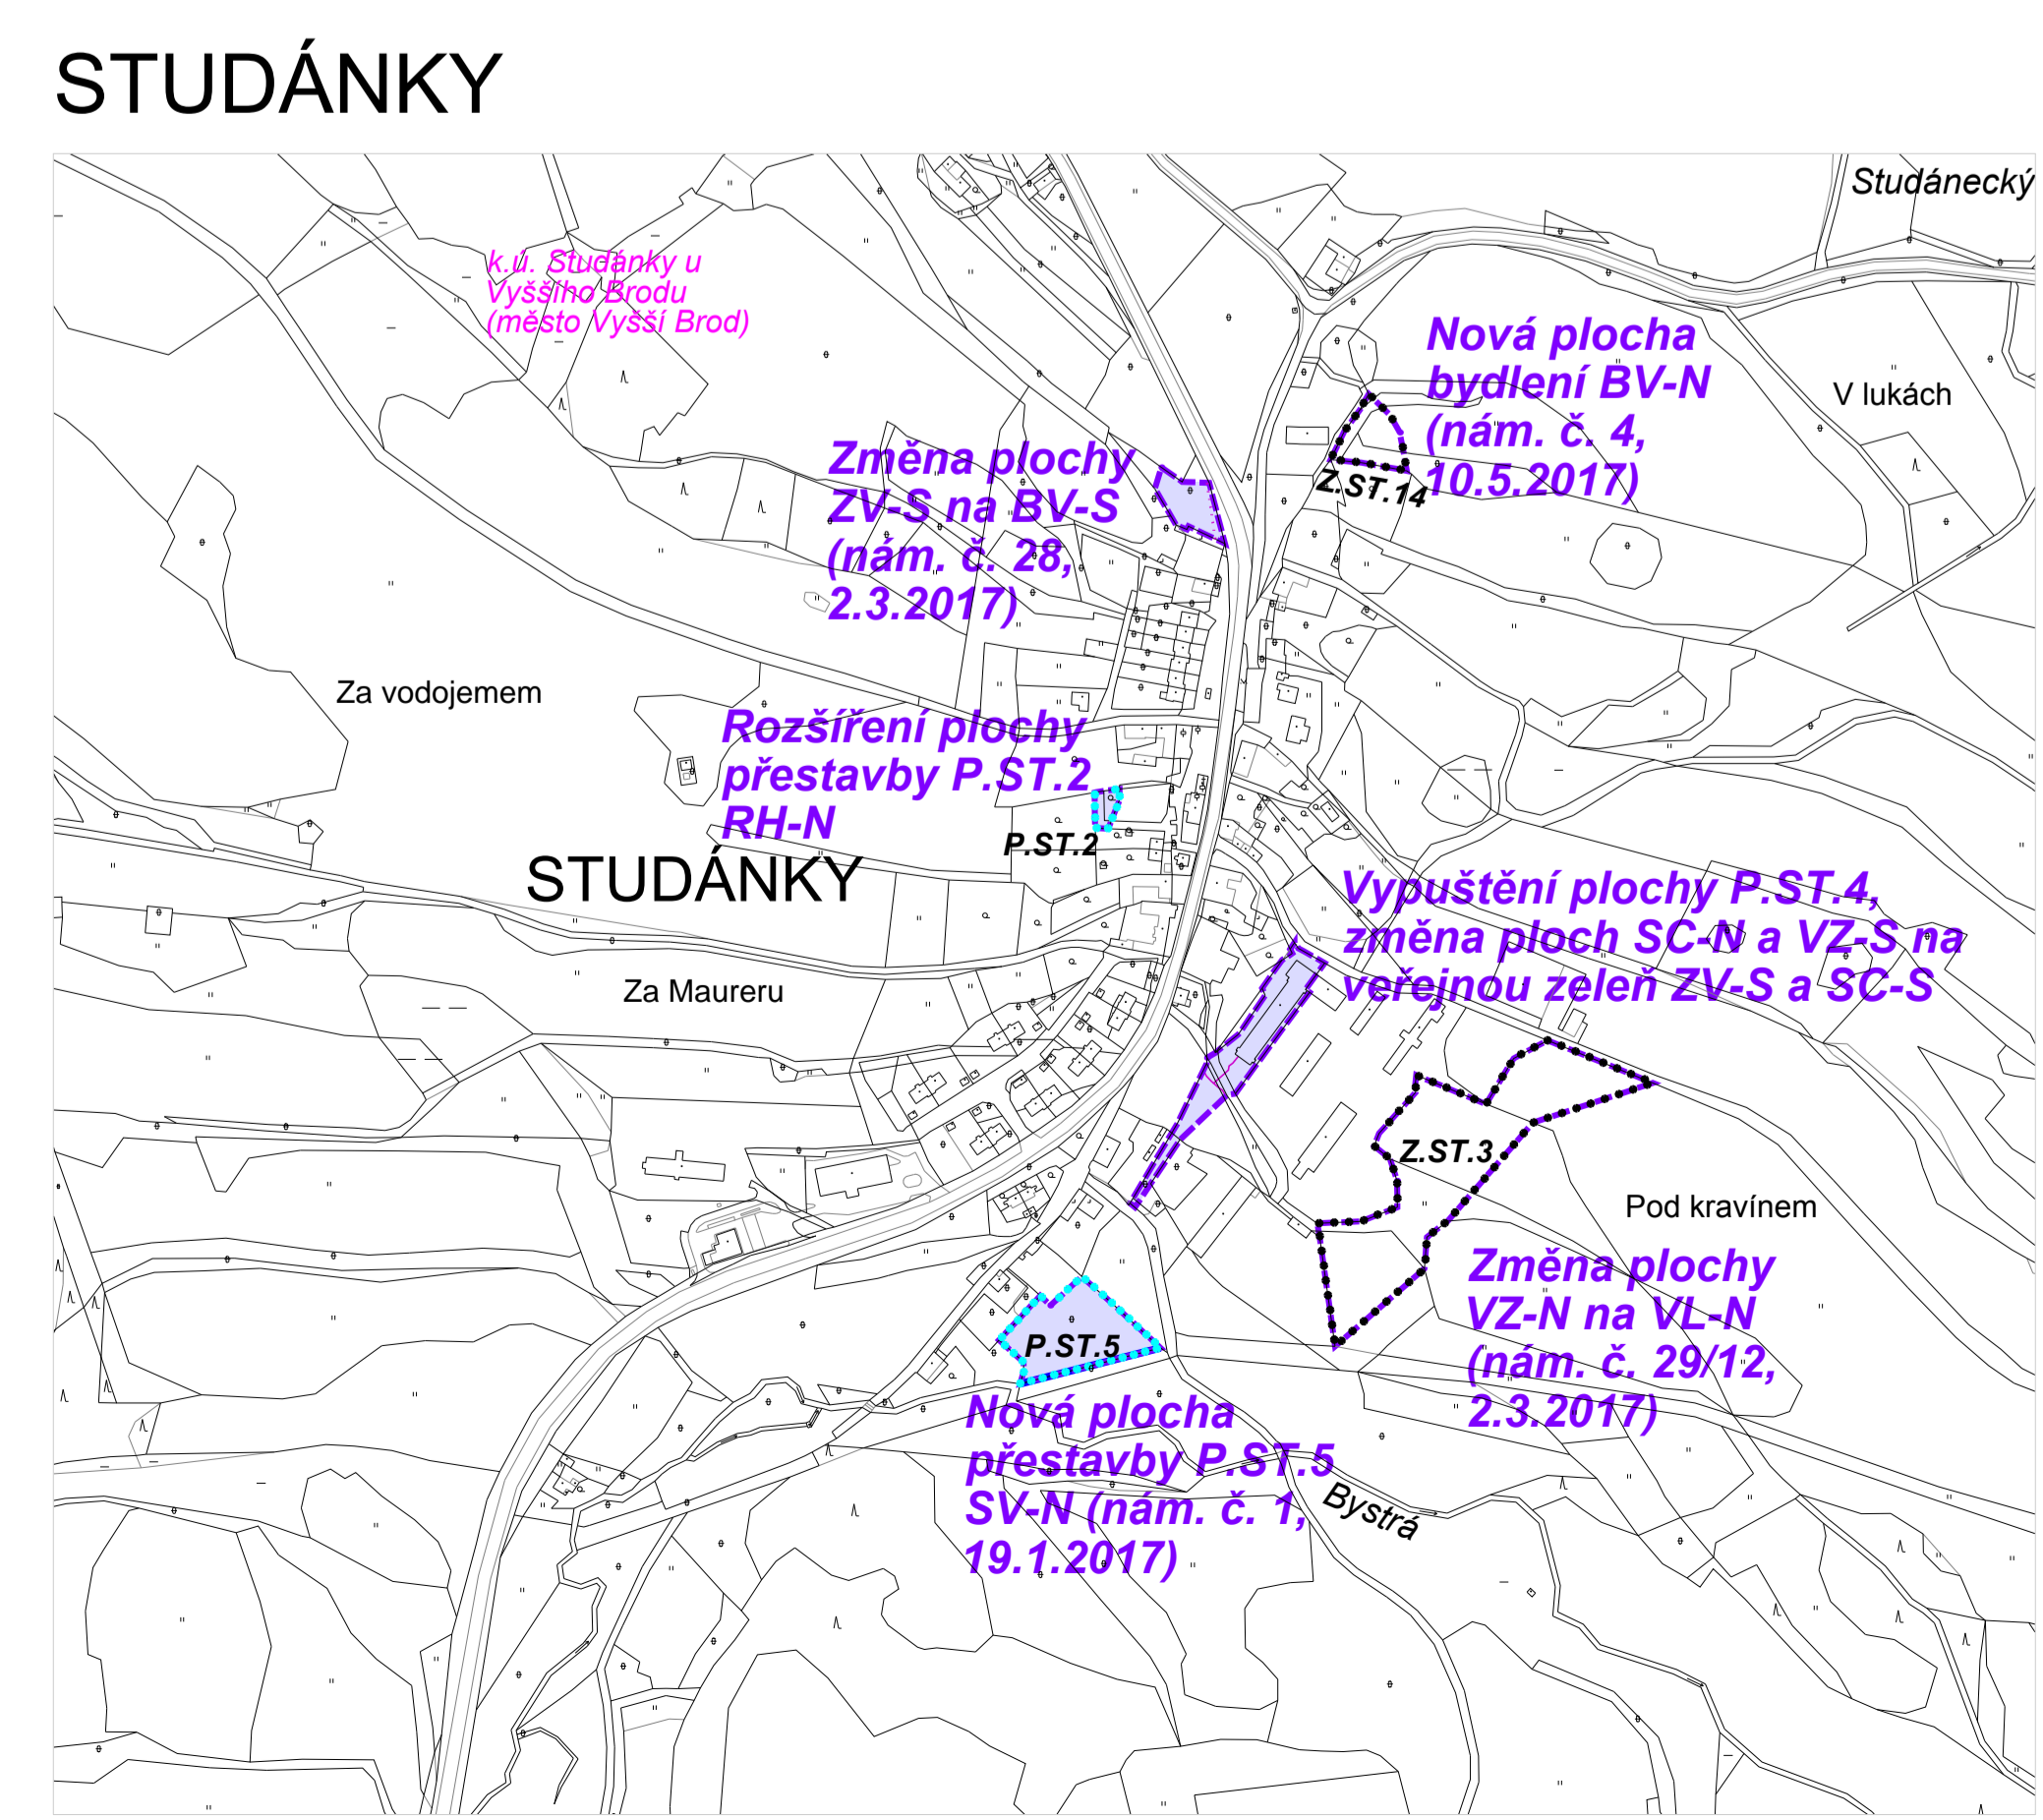 STUDÁNKY
Studánecký
k.ú. Studánky u
Vyššího Brodu
(město Vyšší Brod)
Nová plocha
bydlení BV-N
(nám. č. 4,
10.5.2017)
V lukách
Z.ST.14
Změna plochy
ZV-S na BV-S
(nám. č. 28,
2.3.2017)
Za vodojemem
Rozšíření plochy
přestavby P.ST.2
RH-N
P.ST.2
STUDÁNKY
Vypuštění plochy P.ST.4,
změna ploch SC-N a VZ-S na
veřejnou zeleň ZV-S a SC-S
Za Maureru
Z.ST.3
Pod kravínem
Změna plochy
VZ-N na VL-N
(nám. č. 29/12,
2.3.2017)
P.ST.5
Nová plocha
přestavby P.ST.5
SV-N (nám. č. 1,
19.1.2017)
Bystrá